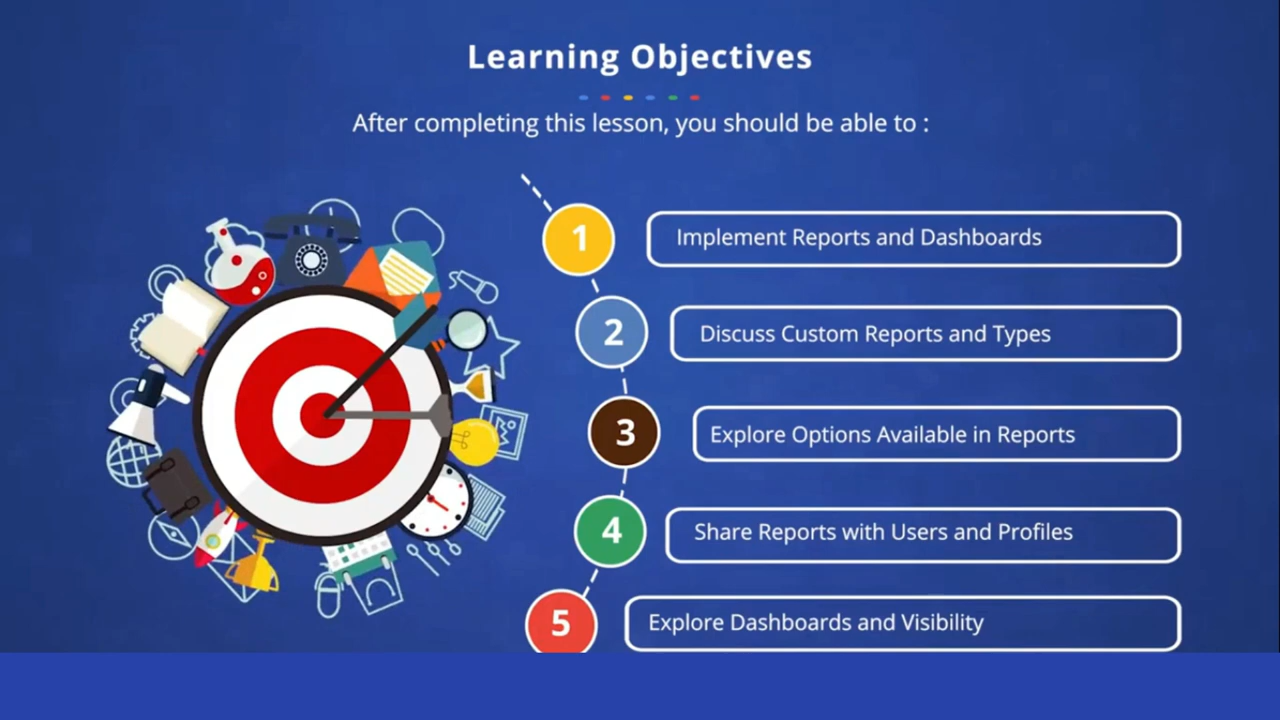 Learning Objectives
After completing this lesson, you should be able to :
1
Implement Reports and Dashboards
2
Discuss Custom Reports and Types
3
Explore Options Available in Reports
4
Share Reports with Users and Profiles
5
Explore Dashboards and Visibility